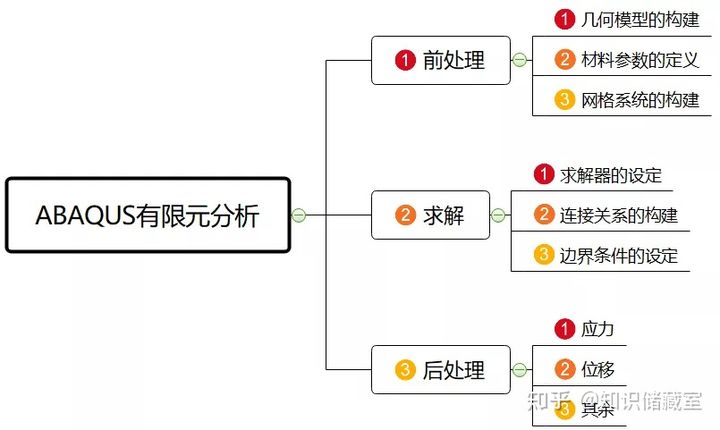 ABAQUS有限元分析
1 前处理
1 几何模型的构建
2 材料参数的定义
3 网格系统的构建
2 求解
1 求解器的设定
2 连接关系的构建
3 边界条件的设定
3 后处理
1 应力
2 位移
3 其余
知乎 @知识储藏室